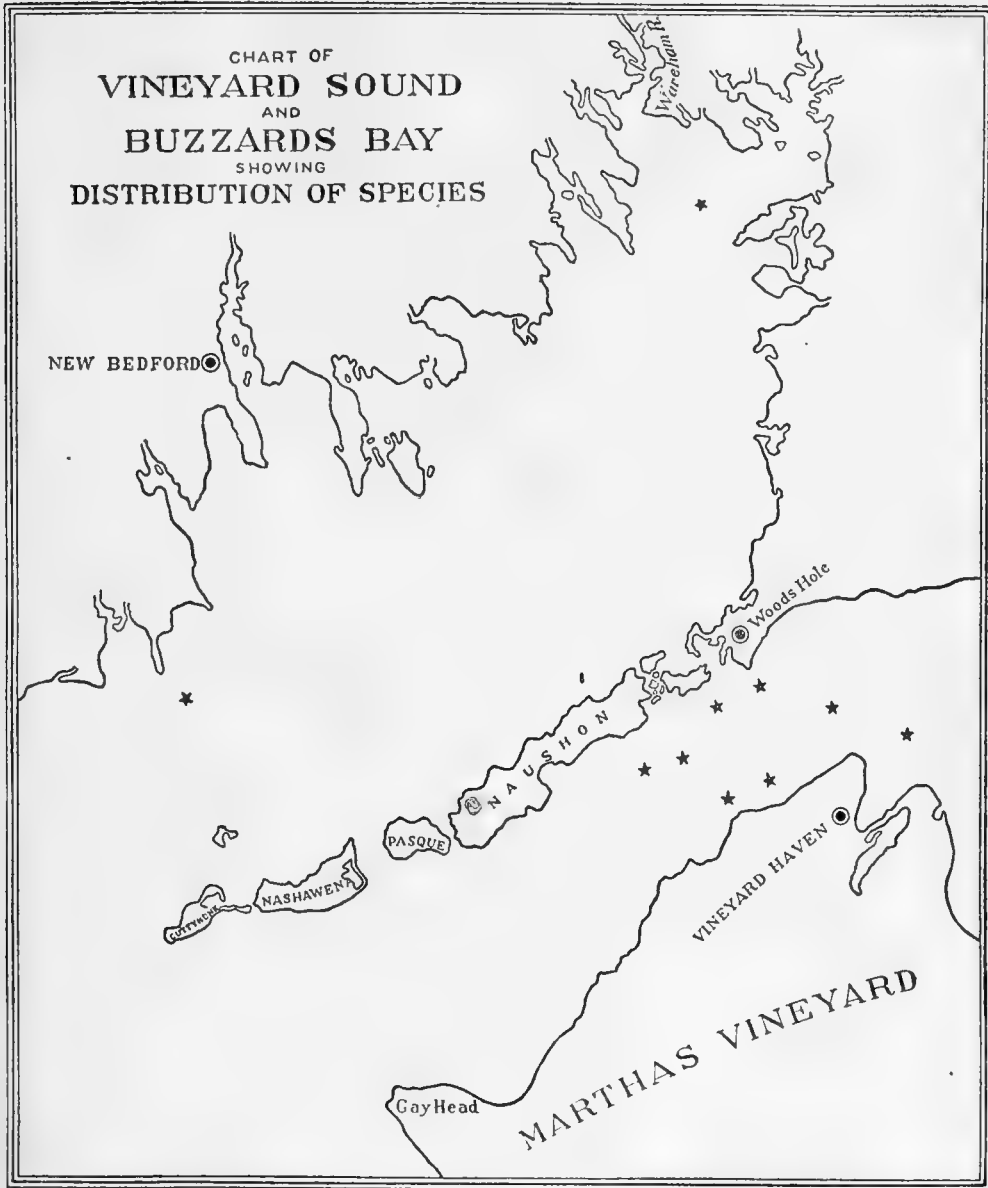 CHART OF
VINEYARD SOUND
AND
BUZZARDS BAY
SHOWING
DISTRIBUTION OF SPECIES
Wareham R.
NEW BEDFORD
Woods Hole
NAUSHON
PASQUE
NASHAWENA
CUTTYHUNK
VINEYARD HAVEN
MARTHAS VINEYARD
Gay Head